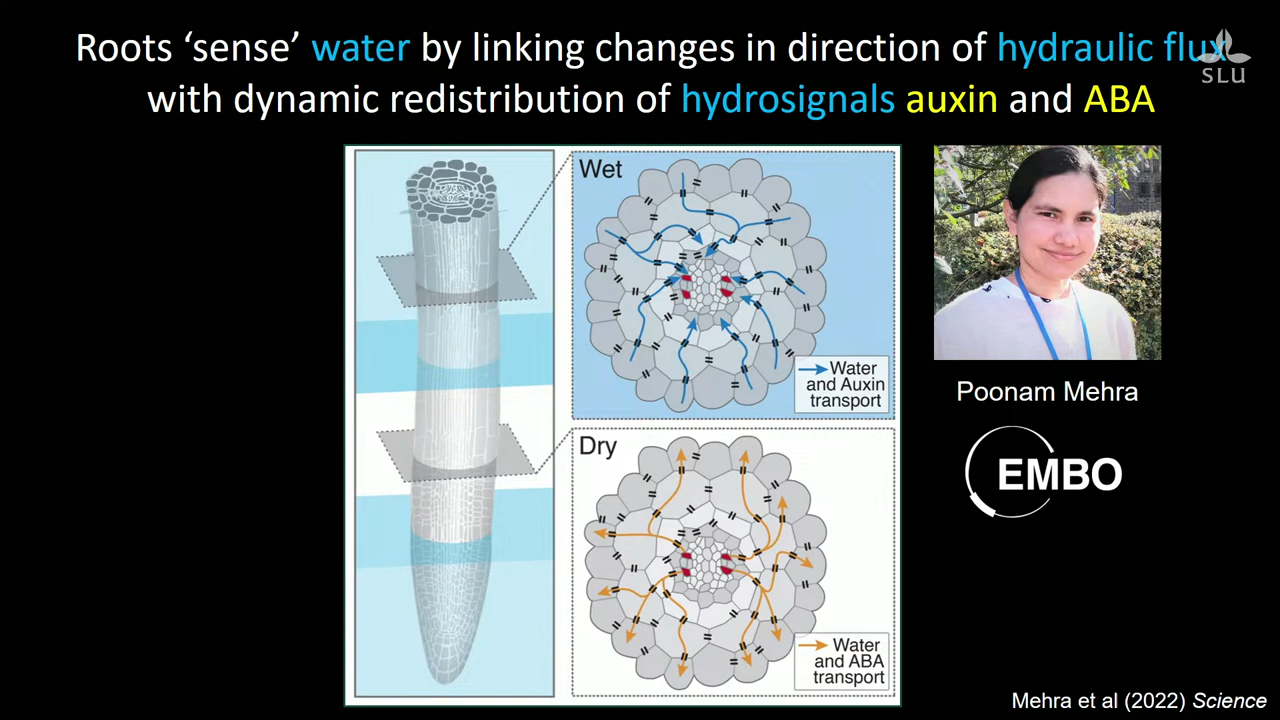 Roots ‘sense’ water by linking changes in direction of hydraulic flux
with dynamic redistribution of hydrosignals auxin and ABA
SLU
Wet
Water
and Auxin
transport
Dry
Water
and ABA
transport
Poonam Mehra
EMBO
Mehra et al (2022) Science